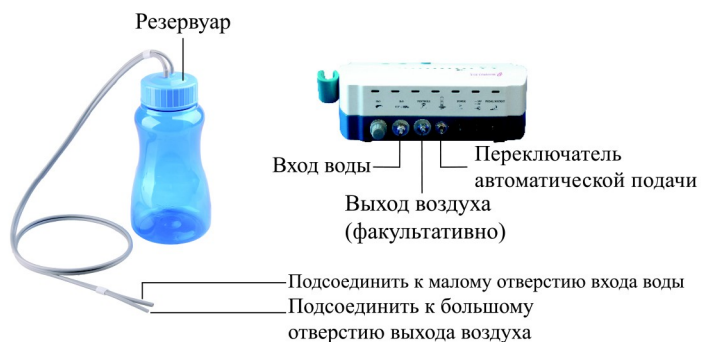 Резервуар
Вход воды
Переключатель
автоматической подачи
Выход воздуха
(факультативно)
Подсоединить к малому отверстию входа воды
Подсоединить к большому
отверстию выхода воздуха